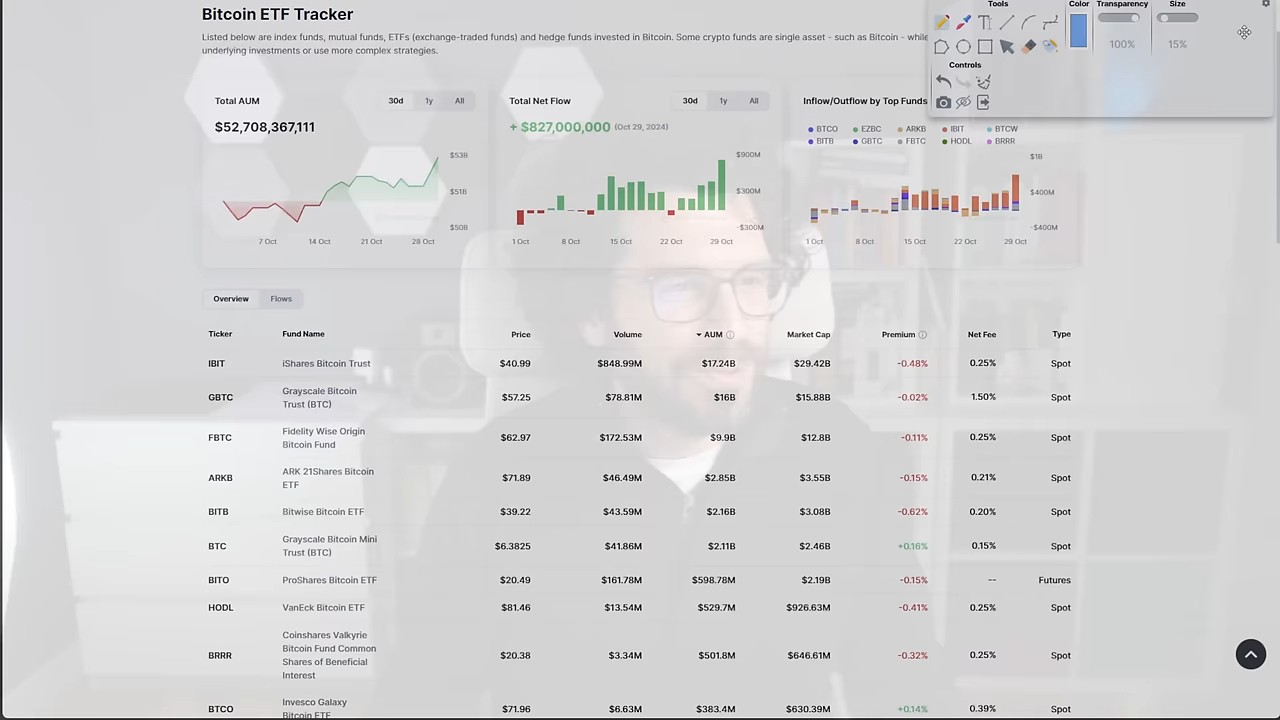 Bitcoin ETF Tracker
Listed below are index funds, mutual funds, ETFs (exchange-traded funds) and hedge funds invested in Bitcoin. Some crypto funds are single asset - such as Bitcoin - while
underlying investments or use more complex strategies.
Tools
Color
Transparency
Size
100%
15%
Controls
Total AUM
30d
1y
All
$52,708,367,111
$53B
$51B
$50B
7 Oct
14 Oct
21 Oct
28 Oct
Total Net Flow
30d
1y
All
+ $827,000,000 (Oct 29, 2024)
$900M
$300M
-$300M
1 Oct
8 Oct
15 Oct
22 Oct
29 Oct
Inflow/Outflow by Top Funds
BTCO EZBC ARKB IBIT BTCW
BITB GBTC FBTC HODL BRRR
$1B
$400M
-$400M
1 Oct
8 Oct
15 Oct
22 Oct
29 Oct
Overview Flows
Ticker Fund Name Price Volume AUM Market Cap Premium Net Fee Type
IBIT iShares Bitcoin Trust $40.99 $848.99M $17.24B $29.42B -0.48% 0.25% Spot
GBTC Grayscale Bitcoin
Trust (BTC) $57.25 $78.81M $16B $15.88B -0.02% 1.50% Spot
FBTC Fidelity Wise Origin
Bitcoin Fund $62.97 $172.53M $9.9B $12.8B -0.11% 0.25% Spot
ARKB ARK 21Shares Bitcoin
ETF $71.89 $46.49M $2.85B $3.55B -0.15% 0.21% Spot
BITB Bitwise Bitcoin ETF $39.22 $43.59M $2.16B $3.08B -0.62% 0.20% Spot
BTC Grayscale Bitcoin Mini
Trust (BTC) $6.3825 $41.86M $2.11B $2.46B +0.16% 0.15% Spot
BITO ProShares Bitcoin ETF $20.49 $161.78M $598.78M $2.19B -0.15% -- Futures
HODL VanEck Bitcoin ETF $81.46 $13.54M $529.7M $926.63M -0.41% 0.25% Spot
BRRR Coinshares Valkyrie
Bitcoin Fund Common
Shares of Beneficial
Interest $20.38 $3.34M $501.8M $646.61M -0.32% 0.25% Spot
BTCO Invesco Galaxy
Bitcoin ETF $71.96 $6.63M $383.4M $630.39M +0.14% 0.39% Spot